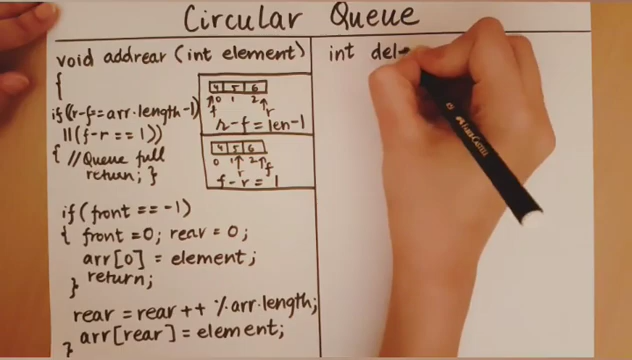 Circular Queue
void addrear (int element)
{
if((r-f=arr.length-1)
||(f-r==1))
{ //Queue full
return; }
if(front == -1)
{ front=0; rear=0;
arr[0] = element;
return;
}
rear = rear++ %arr.length;
arr[rear] = element;
}
4 5 6
0 1 2
f r
r-f=len-1
4 5 6
0 1 2
r f
f-r= 1
int del